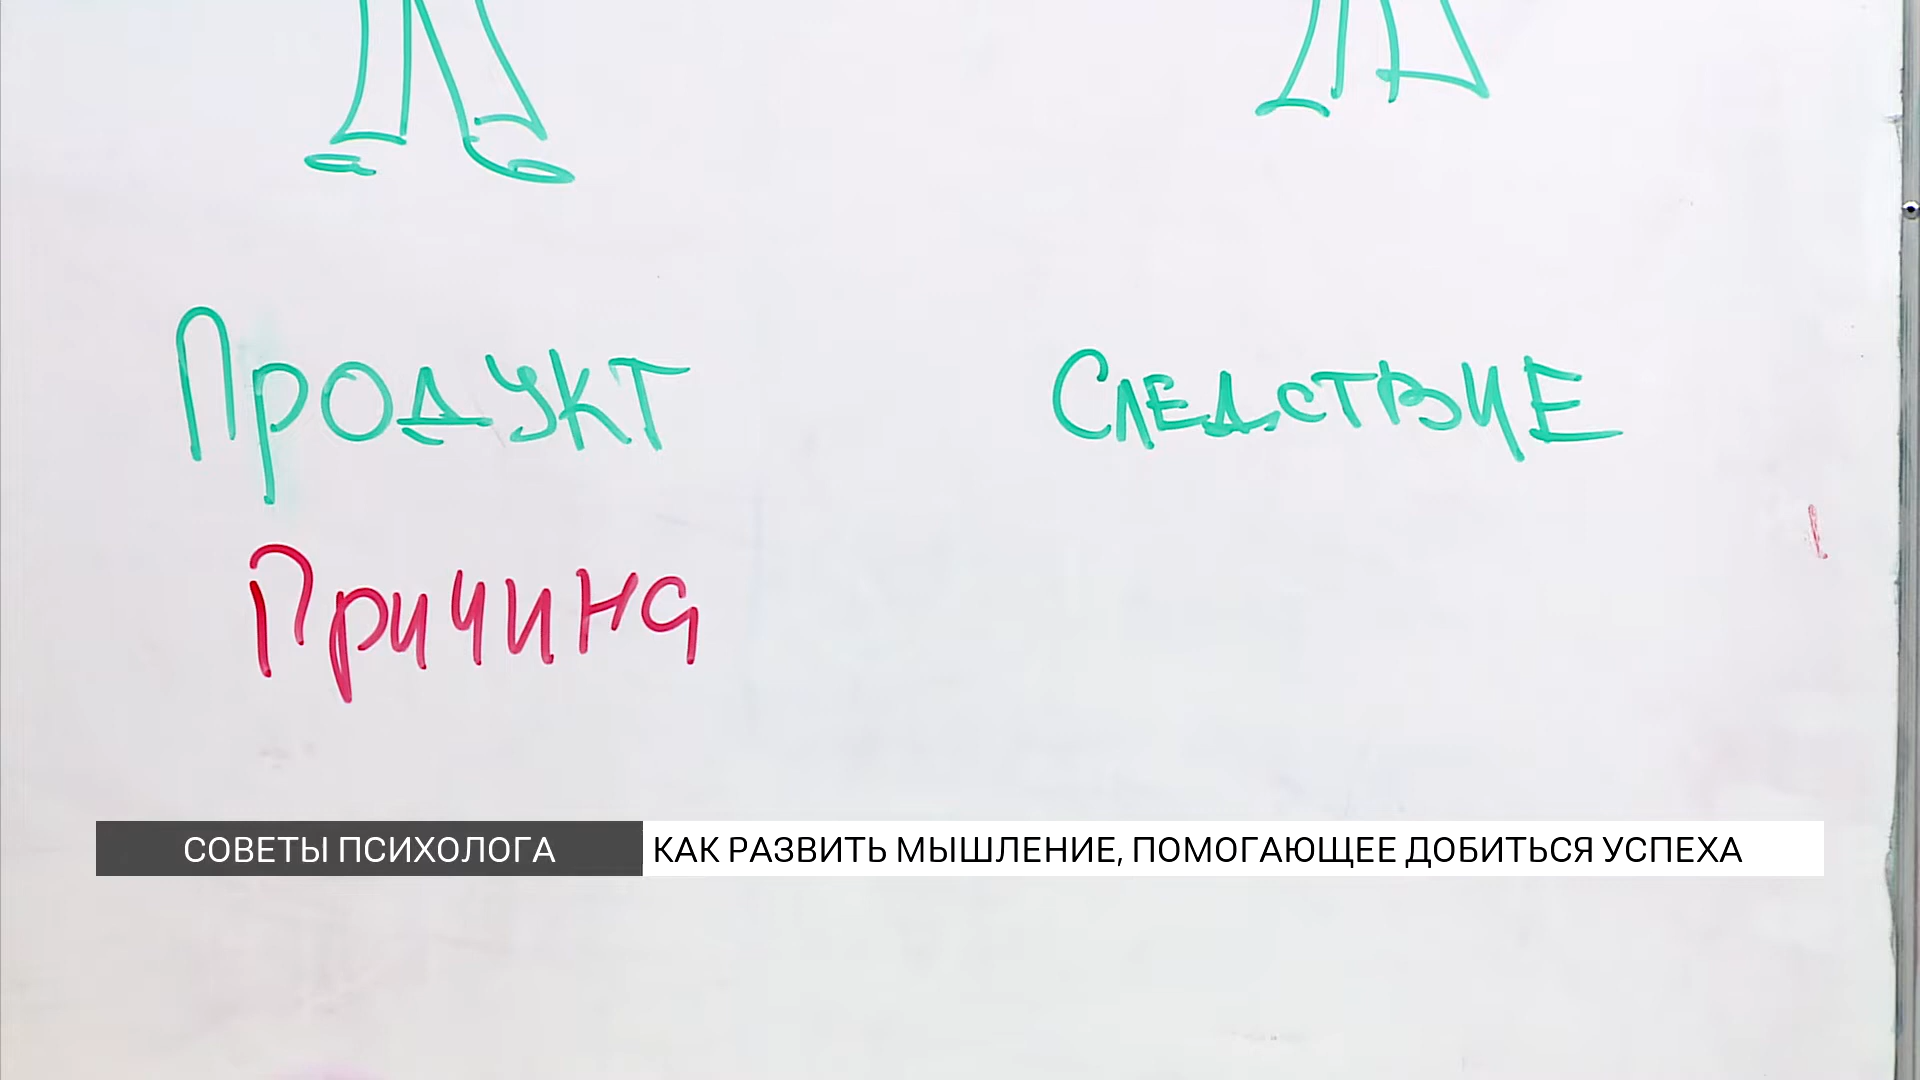 Продукт
Следствие
Причина
СОВЕТЫ ПСИХОЛОГА
КАК РАЗВИТЬ МЫШЛЕНИЕ, ПОМОГАЮЩЕЕ ДОБИТЬСЯ УСПЕХА